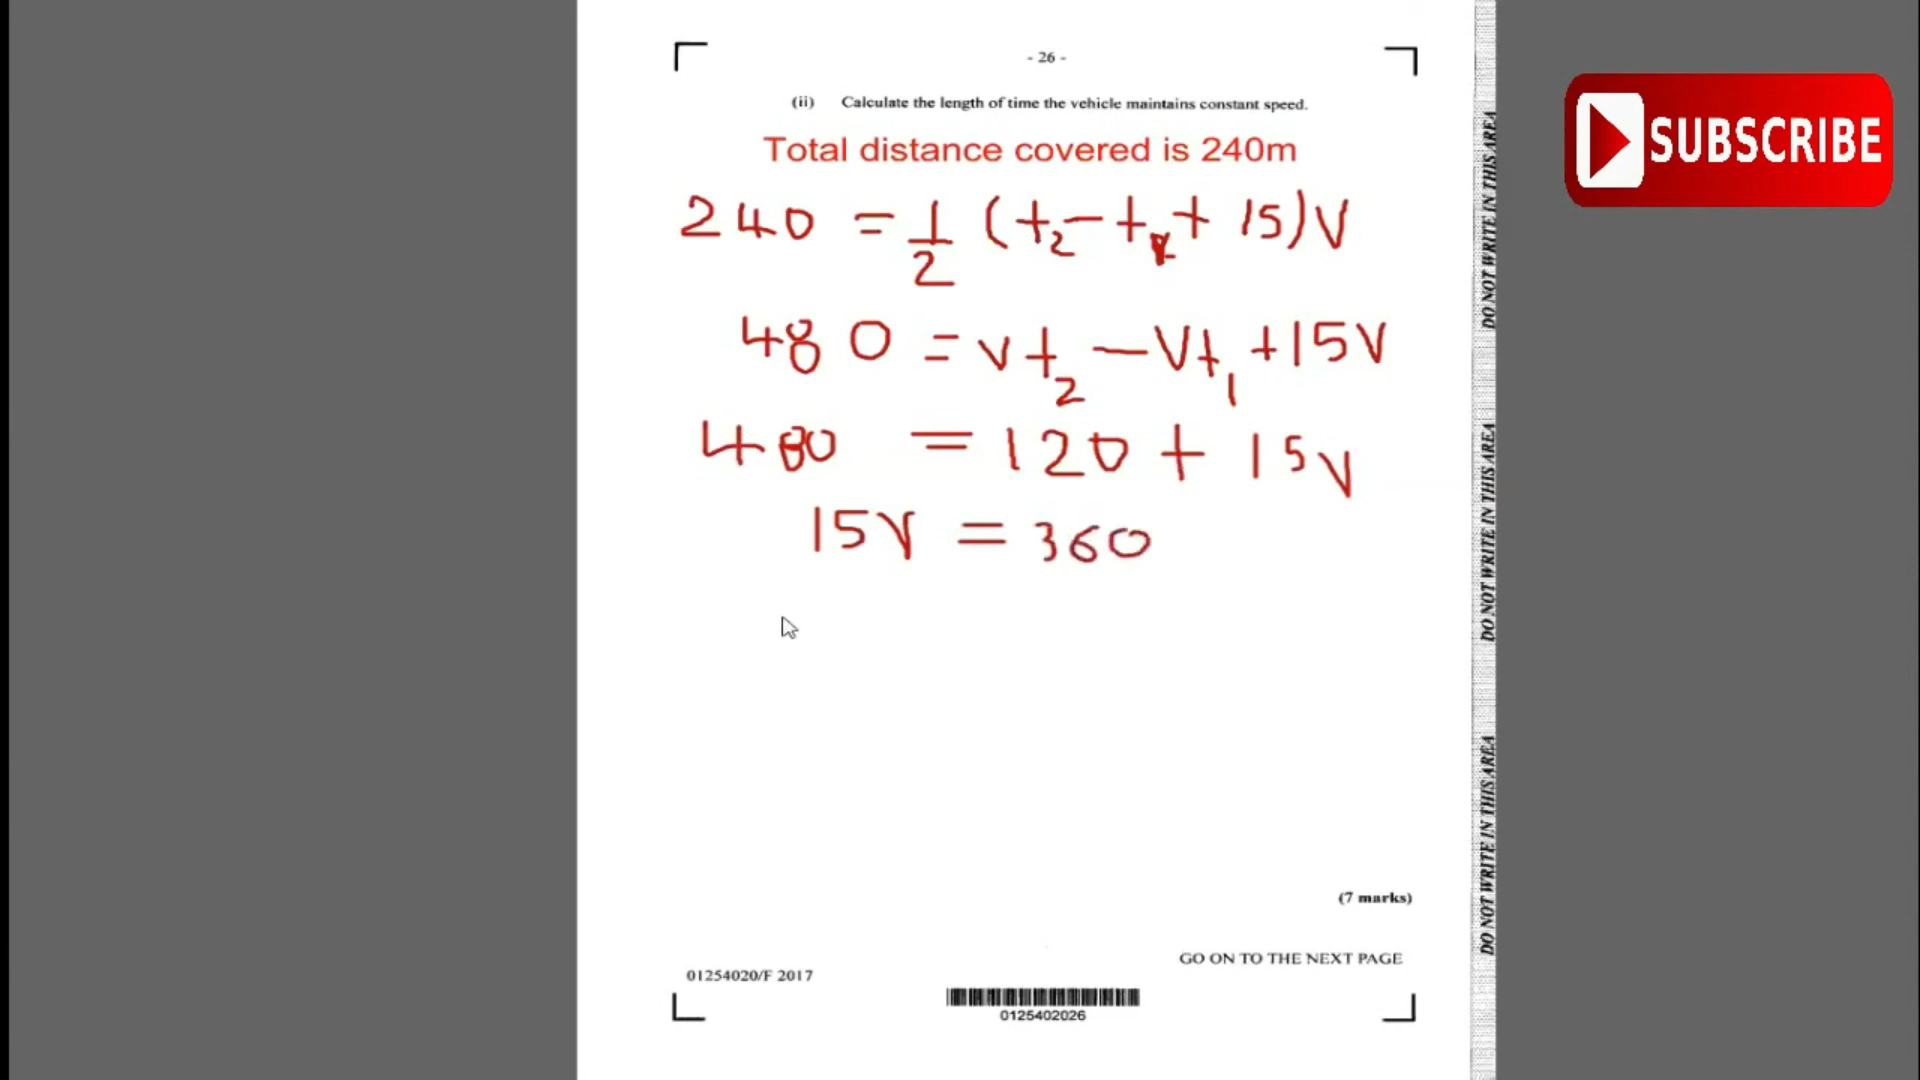 - 26 -
(ii) Calculate the length of time the vehicle maintains constant speed.
Total distance covered is 240m
240 = 1/2 (t₂ - t₁ + 15)V
480 = Vt₂ - Vt₁ + 15V
480 = 120 + 15V
15V = 360
(7 marks)
GO ON TO THE NEXT PAGE
01254020/F 2017
0125402026
DO NOT WRITE IN THIS AREA
DO NOT WRITE IN THIS AREA
DO NOT WRITE IN THIS AREA
SUBSCRIBE